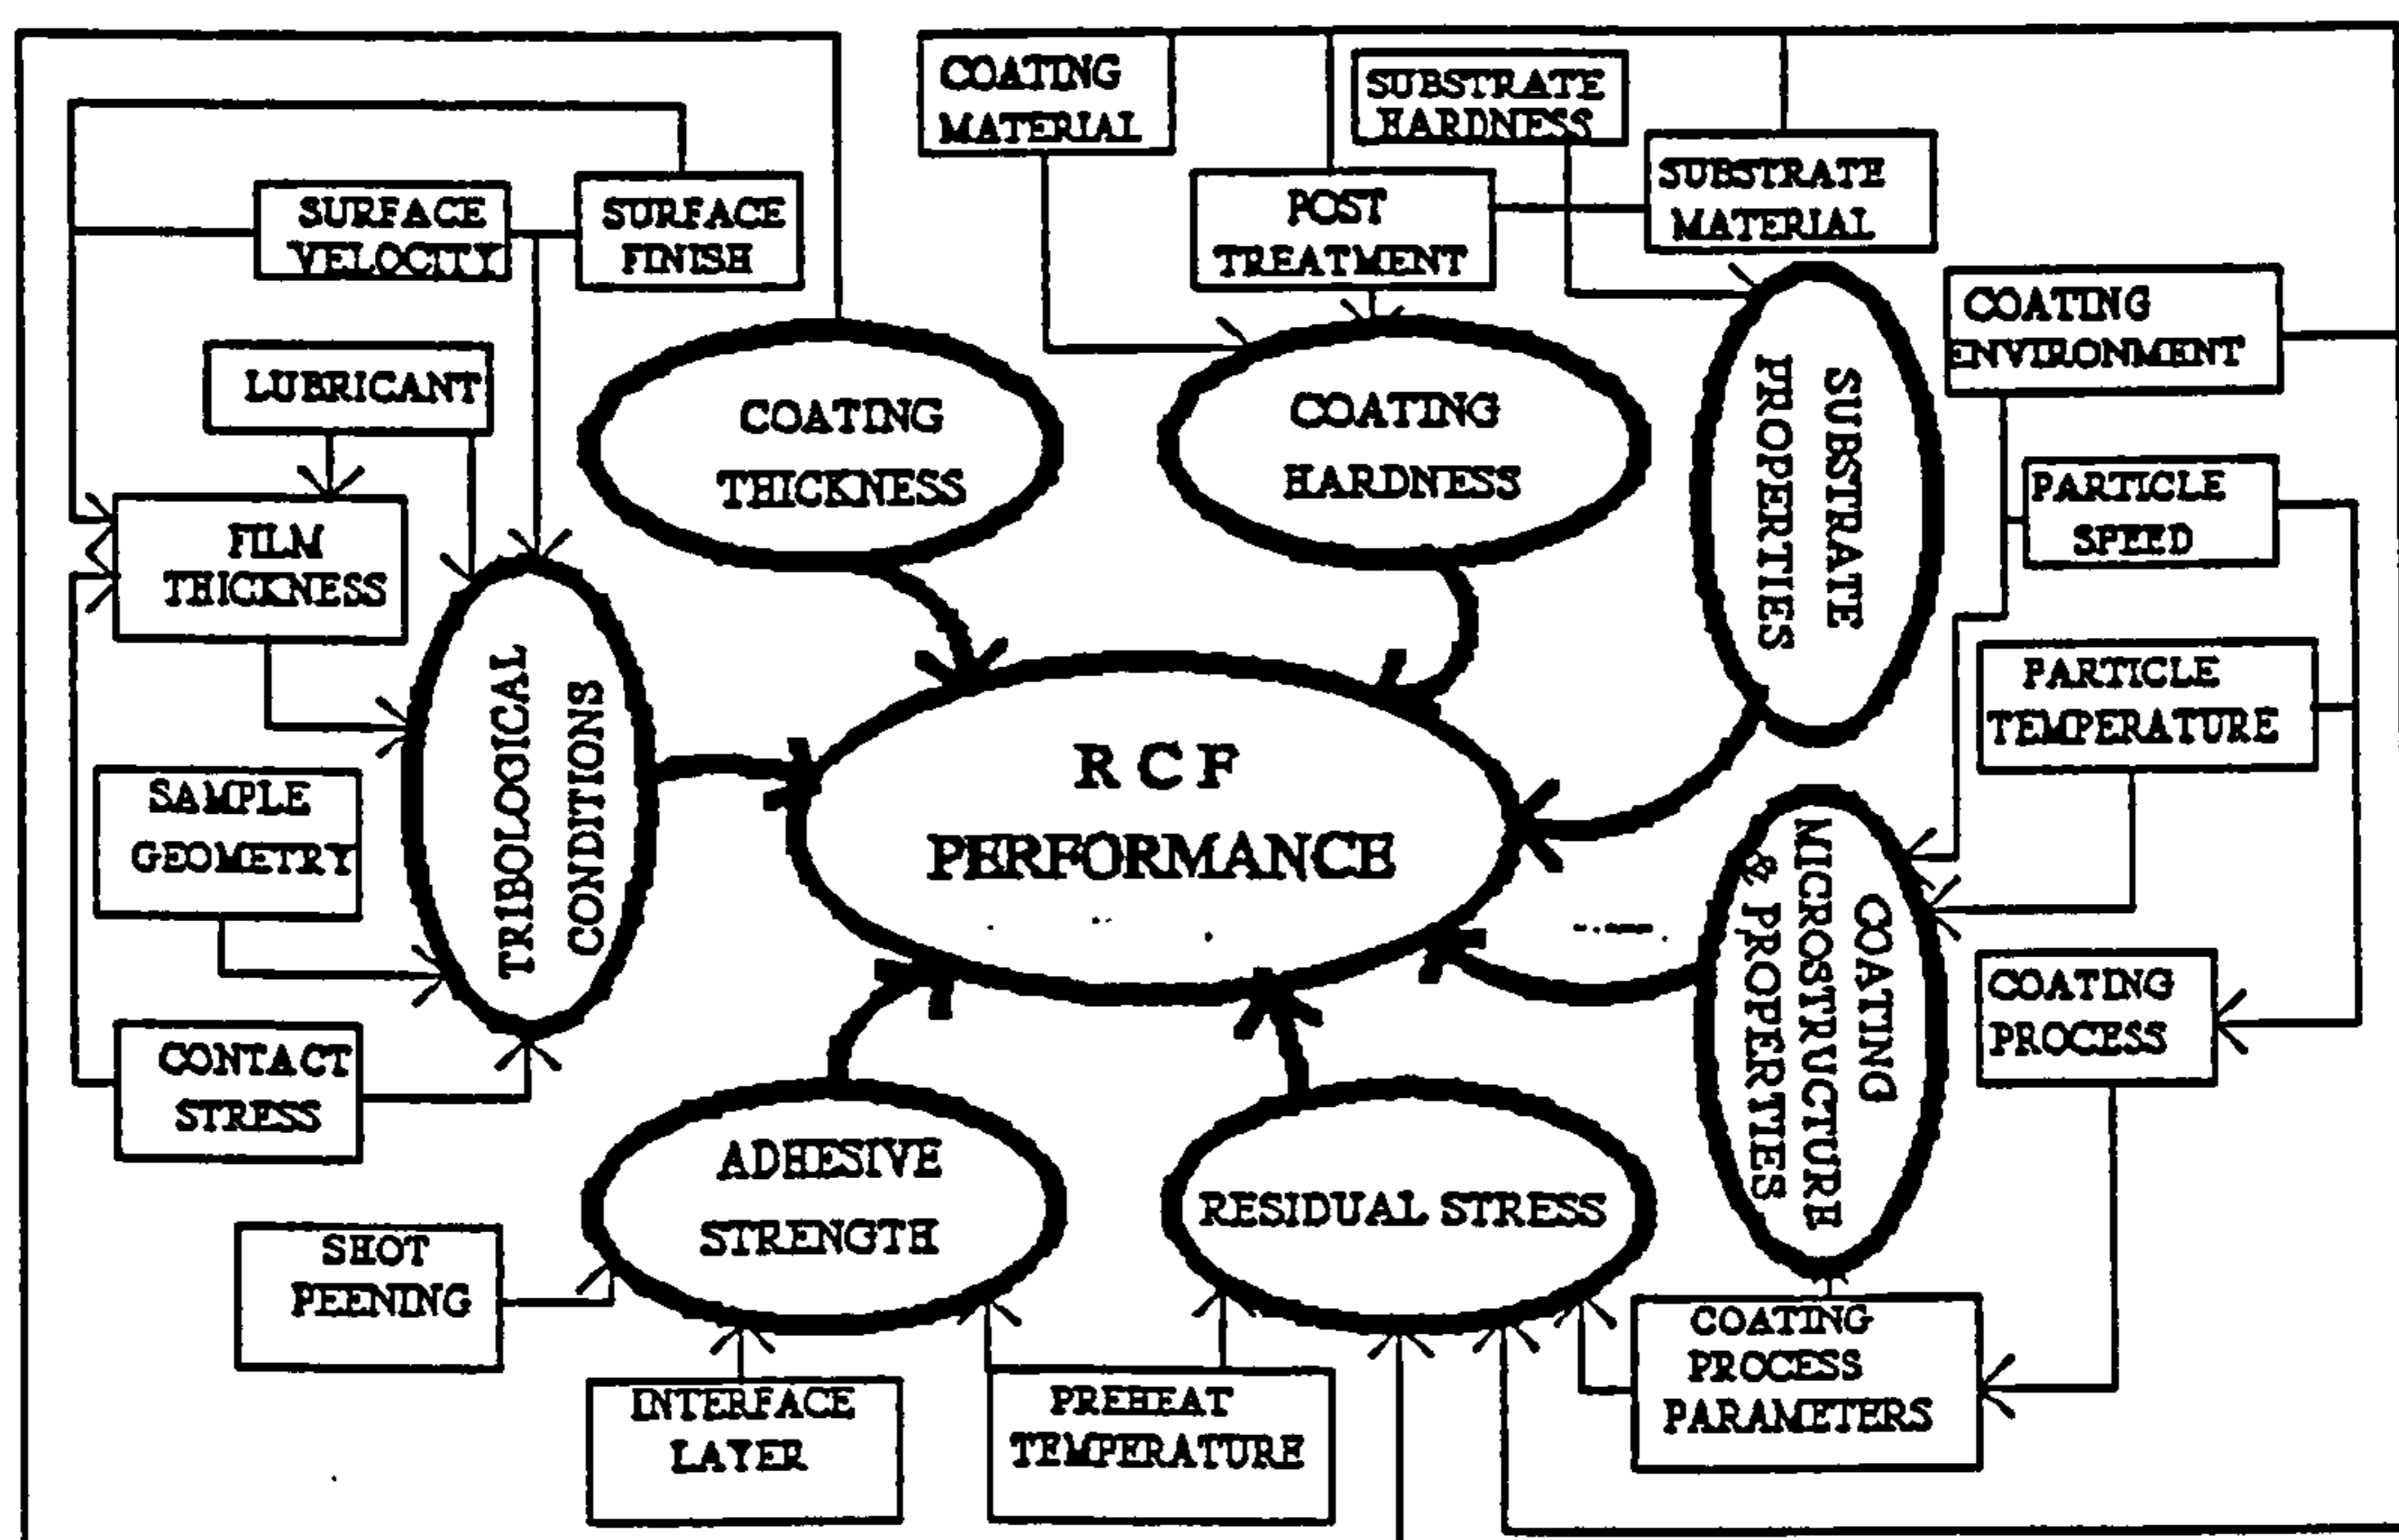 COATING
MATERIAL
SUBSTRATE
HARDNESS
SUBSTRATE
MATERIAL
POST
TREATMENT
SURFACE
VELOCITY
SURFACE
FINISH
COATING
ENVIRONMENT
LUBRICANT
COATING
THICKNESS
COATING
HARDNESS
SUBSTRATE
PROPERTIES
PARTICLE
SPEED
FILM
THICKNESS
PARTICLE
TEMPERATURE
TRIBOLOGICAL
CONDITIONS
R C F
PERFORMANCE
SAMPLE
GEOMETRY
COATING
MICROSTRUCTURE
& PROPERTIES
COATING
PROCESS
CONTACT
STRESS
ADHESIVE
STRENGTH
RESIDUAL STRESS
SHOT
PEENING
COATING
PROCESS
PARAMETERS
INTERFACE
LAYER
PREHEAT
TEMPERATURE